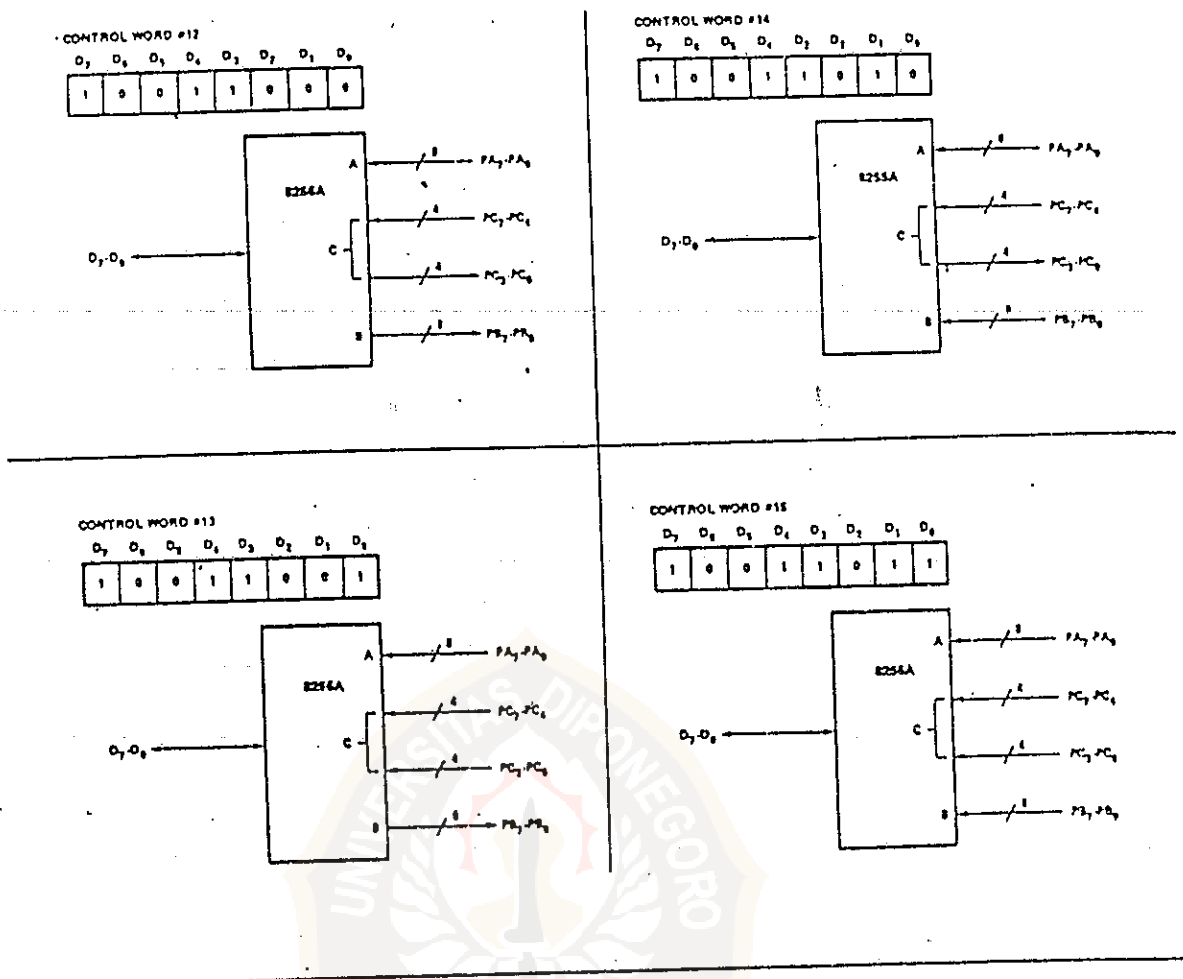 CONTROL WORD #12
D7 D6 D5 D4 D3 D2 D1 D0
1 0 0 1 1 0 0 0
8255A
A
8
PA7-PA0
4
PC7-PC4
C
D7-D0
4
PC3-PC0
B
8
PB7-PB0
CONTROL WORD #14
D7 D6 D5 D4 D3 D2 D1 D0
1 0 0 1 1 0 1 0
8255A
A
8
PA7-PA0
4
PC7-PC4
C
D7-D0
4
PC3-PC0
B
8
PB7-PB0
CONTROL WORD #13
D7 D6 D5 D4 D3 D2 D1 D0
1 0 0 1 1 0 0 1
8255A
A
8
PA7-PA0
4
PC7-PC4
C
D7-D0
4
PC3-PC0
B
8
PB7-PB0
CONTROL WORD #15
D7 D6 D5 D4 D3 D2 D1 D0
1 0 0 1 1 0 1 1
8255A
A
8
PA7-PA0
4
PC7-PC4
C
D7-D0
4
PC3-PC0
B
8
PB7-PB0
UNIVERSITAS DIPONEGORO